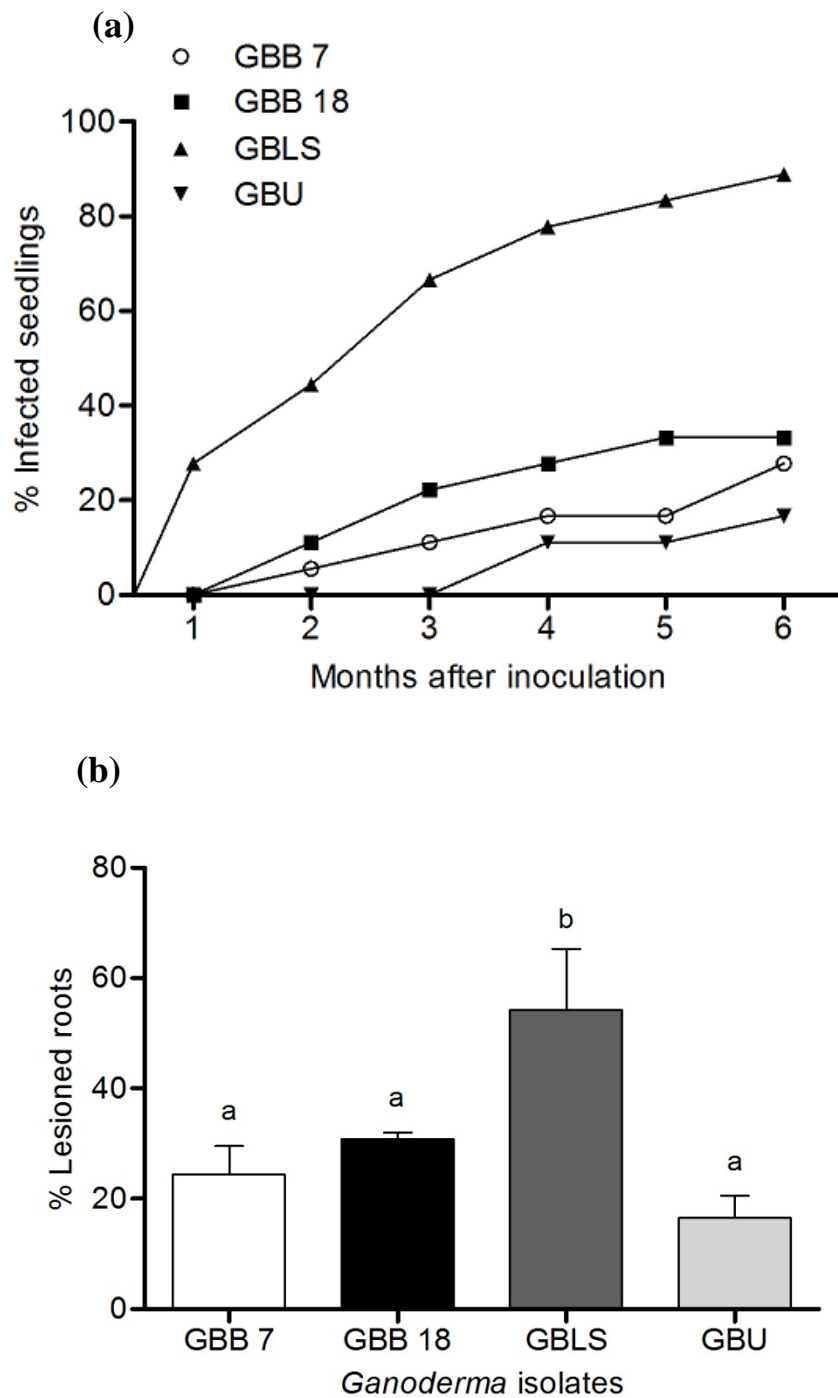 (a)
GBB 7
GBB 18
GBLS
GBU
100
80
60
40
20
0
% Infected seedlings
1 2 3 4 5 6
Months after inoculation
(b)
80
60
40
20
0
% Lesioned roots
a a b a
GBB 7 GBB 18 GBLS GBU
Ganoderma isolates